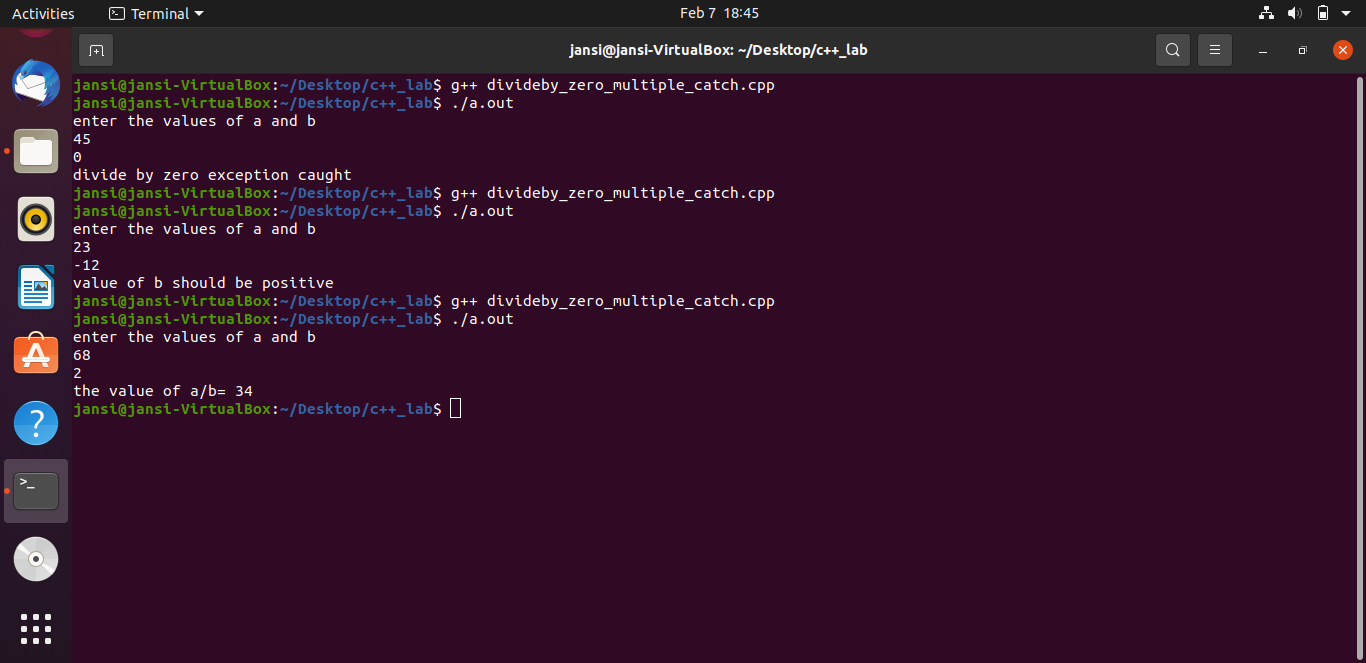 Activities Terminal Feb 7 18:45
jansi@jansi-VirtualBox: ~/Desktop/c++_lab
jansi@jansi-VirtualBox:~/Desktop/c++_lab$ g++ divideby_zero_multiple_catch.cpp
jansi@jansi-VirtualBox:~/Desktop/c++_lab$ ./a.out
enter the values of a and b
45
0
divide by zero exception caught
jansi@jansi-VirtualBox:~/Desktop/c++_lab$ g++ divideby_zero_multiple_catch.cpp
jansi@jansi-VirtualBox:~/Desktop/c++_lab$ ./a.out
enter the values of a and b
23
-12
value of b should be positive
jansi@jansi-VirtualBox:~/Desktop/c++_lab$ g++ divideby_zero_multiple_catch.cpp
jansi@jansi-VirtualBox:~/Desktop/c++_lab$ ./a.out
enter the values of a and b
68
2
the value of a/b= 34
jansi@jansi-VirtualBox:~/Desktop/c++_lab$